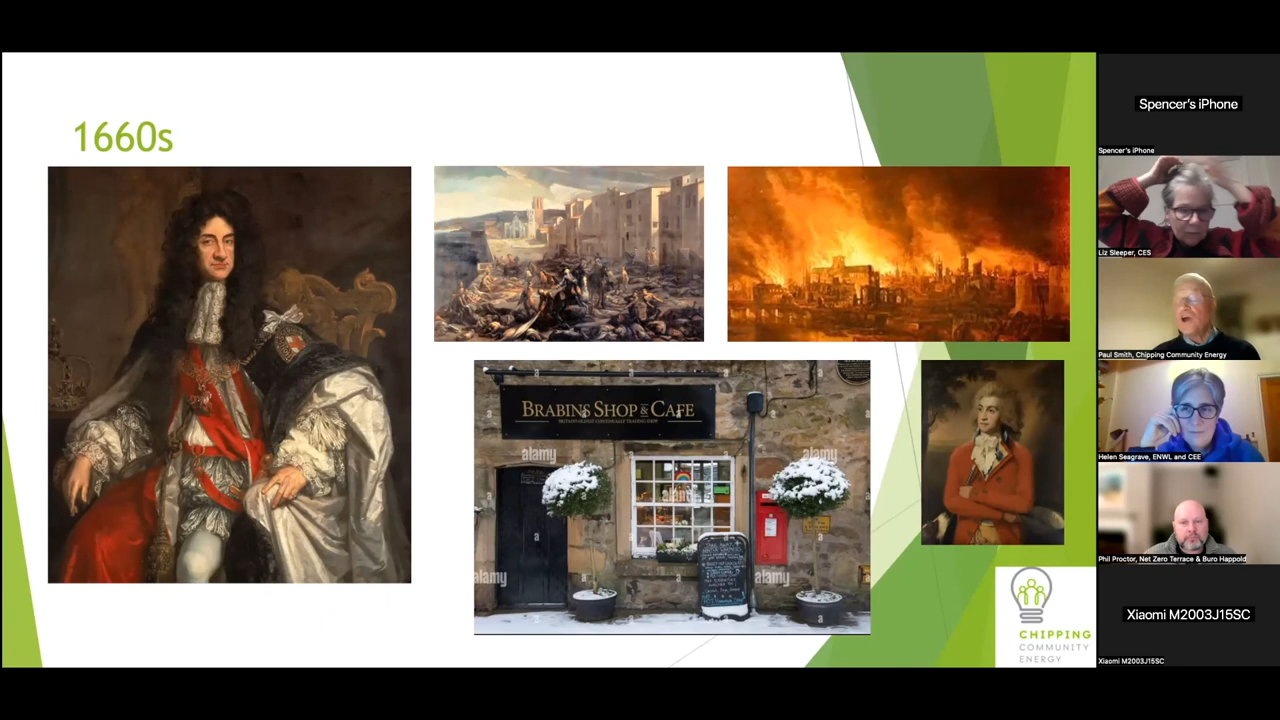 1660s
BRABINS SHOP & CAFE
alamy
alamy
alamy
CHIPPING
COMMUNITY
ENERGY
Spencer's iPhone
Spencer's iPhone
Liz Sleeper, CES
Paul Smith, Chipping Community Energy
Helen Seagrave, ENWL and CEE
Phil Proctor, Net Zero Terrace & Buro Happold
Xiaomi M2003J15SC
Xiaomi M2003J15SC